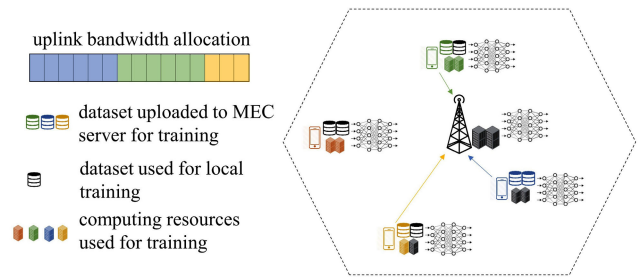 uplink bandwidth allocation
dataset uploaded to MEC
server for training
dataset used for local
training
computing resources
used for training